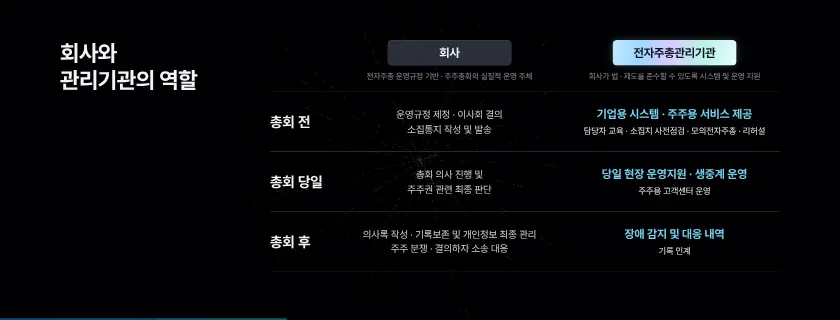 회사와
관리기관의 역할
회사
전자주총관리기관
전자주총 운영규정 기반 · 주주총회의 실질적 운영 주체
회사가 법 · 제도를 준수할 수 있도록 시스템 및 운영 지원
총회 전
운영규정 제정 · 이사회 결의
소집통지 작성 및 발송
기업용 시스템 · 주주용 서비스 제공
담당자 교육 · 소집지 사전점검 · 모의전자주총 · 리허설
총회 당일
총회 의사 진행 및
주주권 관련 최종 판단
당일 현장 운영지원 · 생중계 운영
주주용 고객센터 운영
총회 후
의사록 작성 · 기록보존 및 개인정보 최종 관리
주주 분쟁 · 결의하자 소송 대응
장애 감지 및 대응 내역
기록 인계